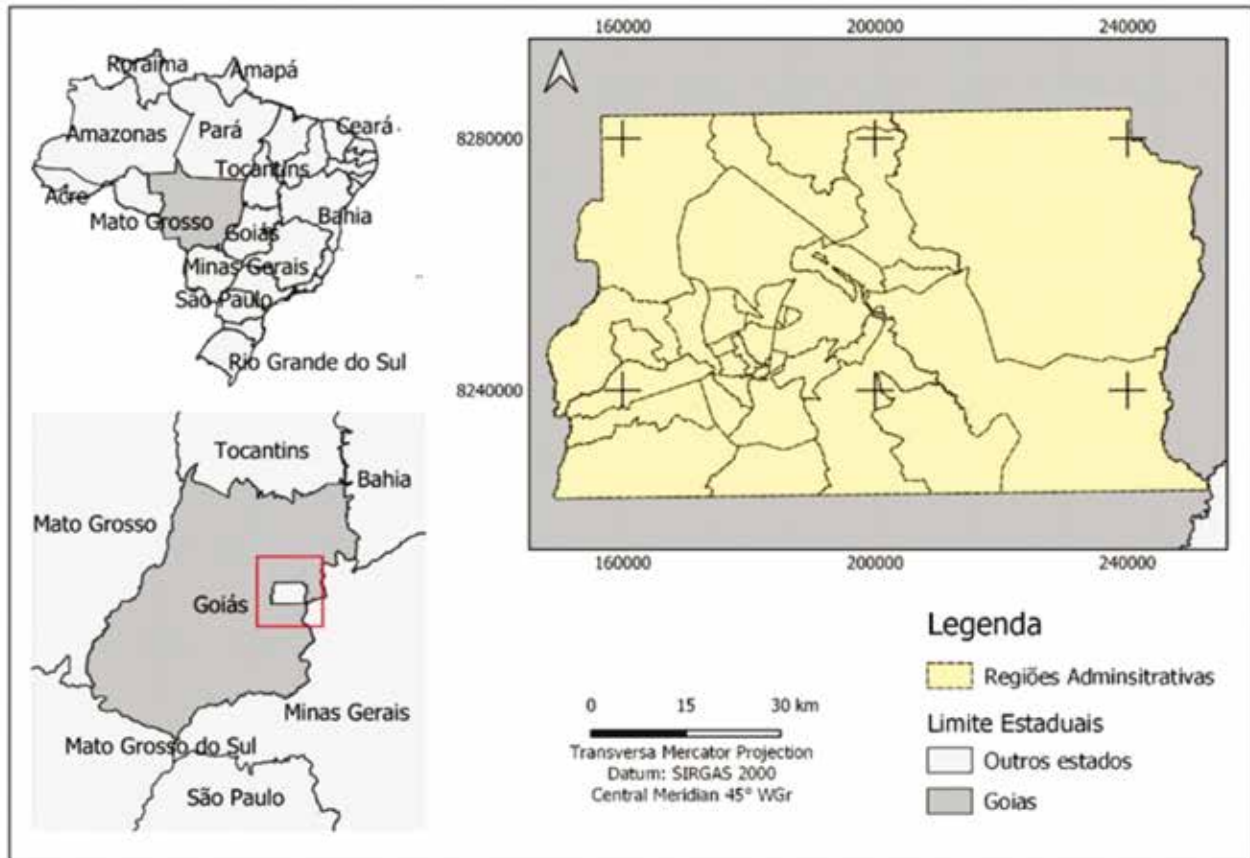 Roraima
Amapá
Amazonas
Pará
Ceará
Tocantins
Acre
Mato Grosso
Bahia
Goiás
Minas Gerais
São Paulo
Rio Grande do Sul
Tocantins
Bahia
Mato Grosso
Goiás
Minas Gerais
Mato Grosso do Sul
São Paulo
160000 200000 240000
8280000
8240000
160000 200000 240000
0 15 30 km
Transversa Mercator Projection
Datum: SIRGAS 2000
Central Meridian 45° WGr
Legenda
Regiões Adminsitrativas
Limite Estaduais
Outros estados
Goias